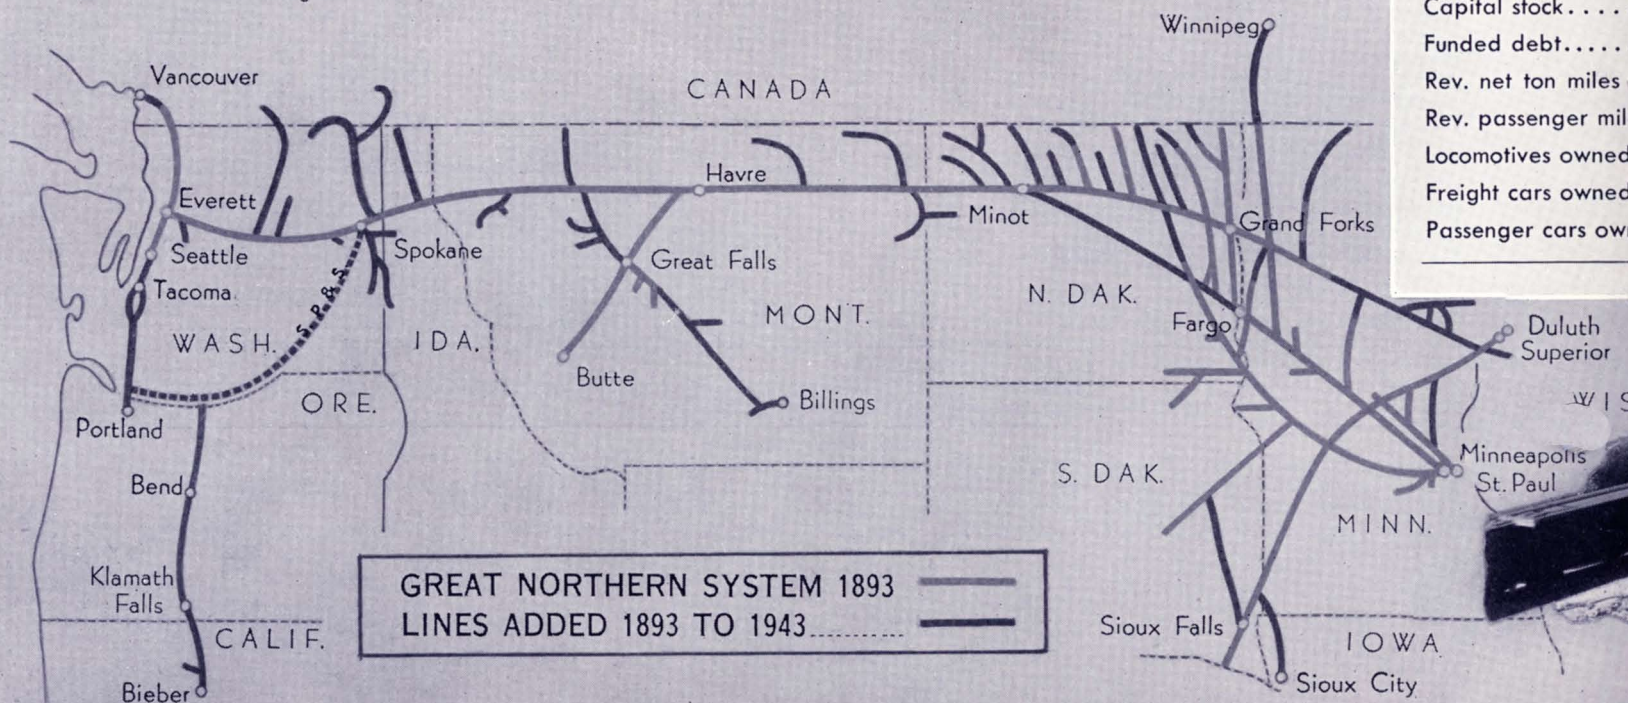 Capital stock....
Funded debt.....
Rev. net ton miles
Rev. passenger mil
Locomotives owned
Freight cars owned
Passenger cars ow
Winnipeg
Vancouver
CANADA
Havre
Everett
Minot
Grand Forks
Seattle
Spokane
Great Falls
Tacoma
S.P.&S.
N. DAK.
MONT.
WASH.
IDA.
Fargo
Duluth
Superior
Butte
ORE.
Billings
WIS
Portland
Minneapolis
St. Paul
S. DAK.
Bend
MINN.
Klamath
Falls
GREAT NORTHERN SYSTEM 1893
LINES ADDED 1893 TO 1943
Sioux Falls
CALIF.
IOWA
Bieber
Sioux City